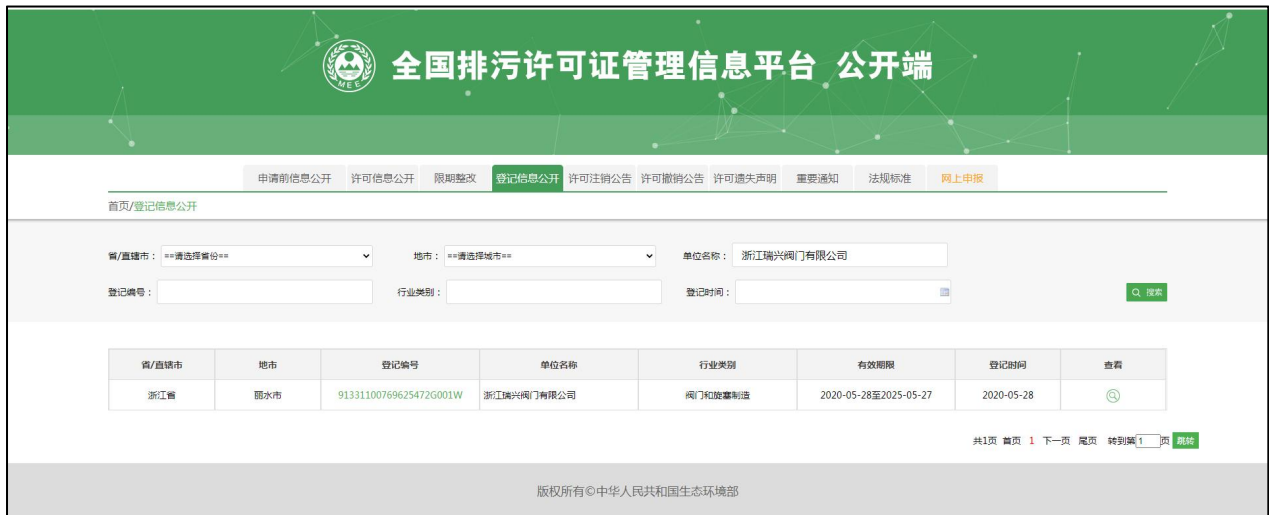 MEE 全国排污许可证管理信息平台 公开端
申请前信息公开 许可信息公开 限期整改 登记信息公开 许可注销公告 许可撤销公告 许可遗失声明 重要通知 法规标准 网上申报
首页/登记信息公开
省/直辖市： ==请选择省份== 地市： ==请选择城市== 单位名称： 浙江瑞兴阀门有限公司
登记编号： 行业类别： 登记时间： 搜索
省/直辖市 地市 登记编号 单位名称 行业类别 有效期限 登记时间 查看
浙江省 丽水市 91331100769625472G001W 浙江瑞兴阀门有限公司 阀门和旋塞制造 2020-05-28至2025-05-27 2020-05-28
共1页 首页 1 下一页 尾页 转到第 1 页 跳转
版权所有©中华人民共和国生态环境部